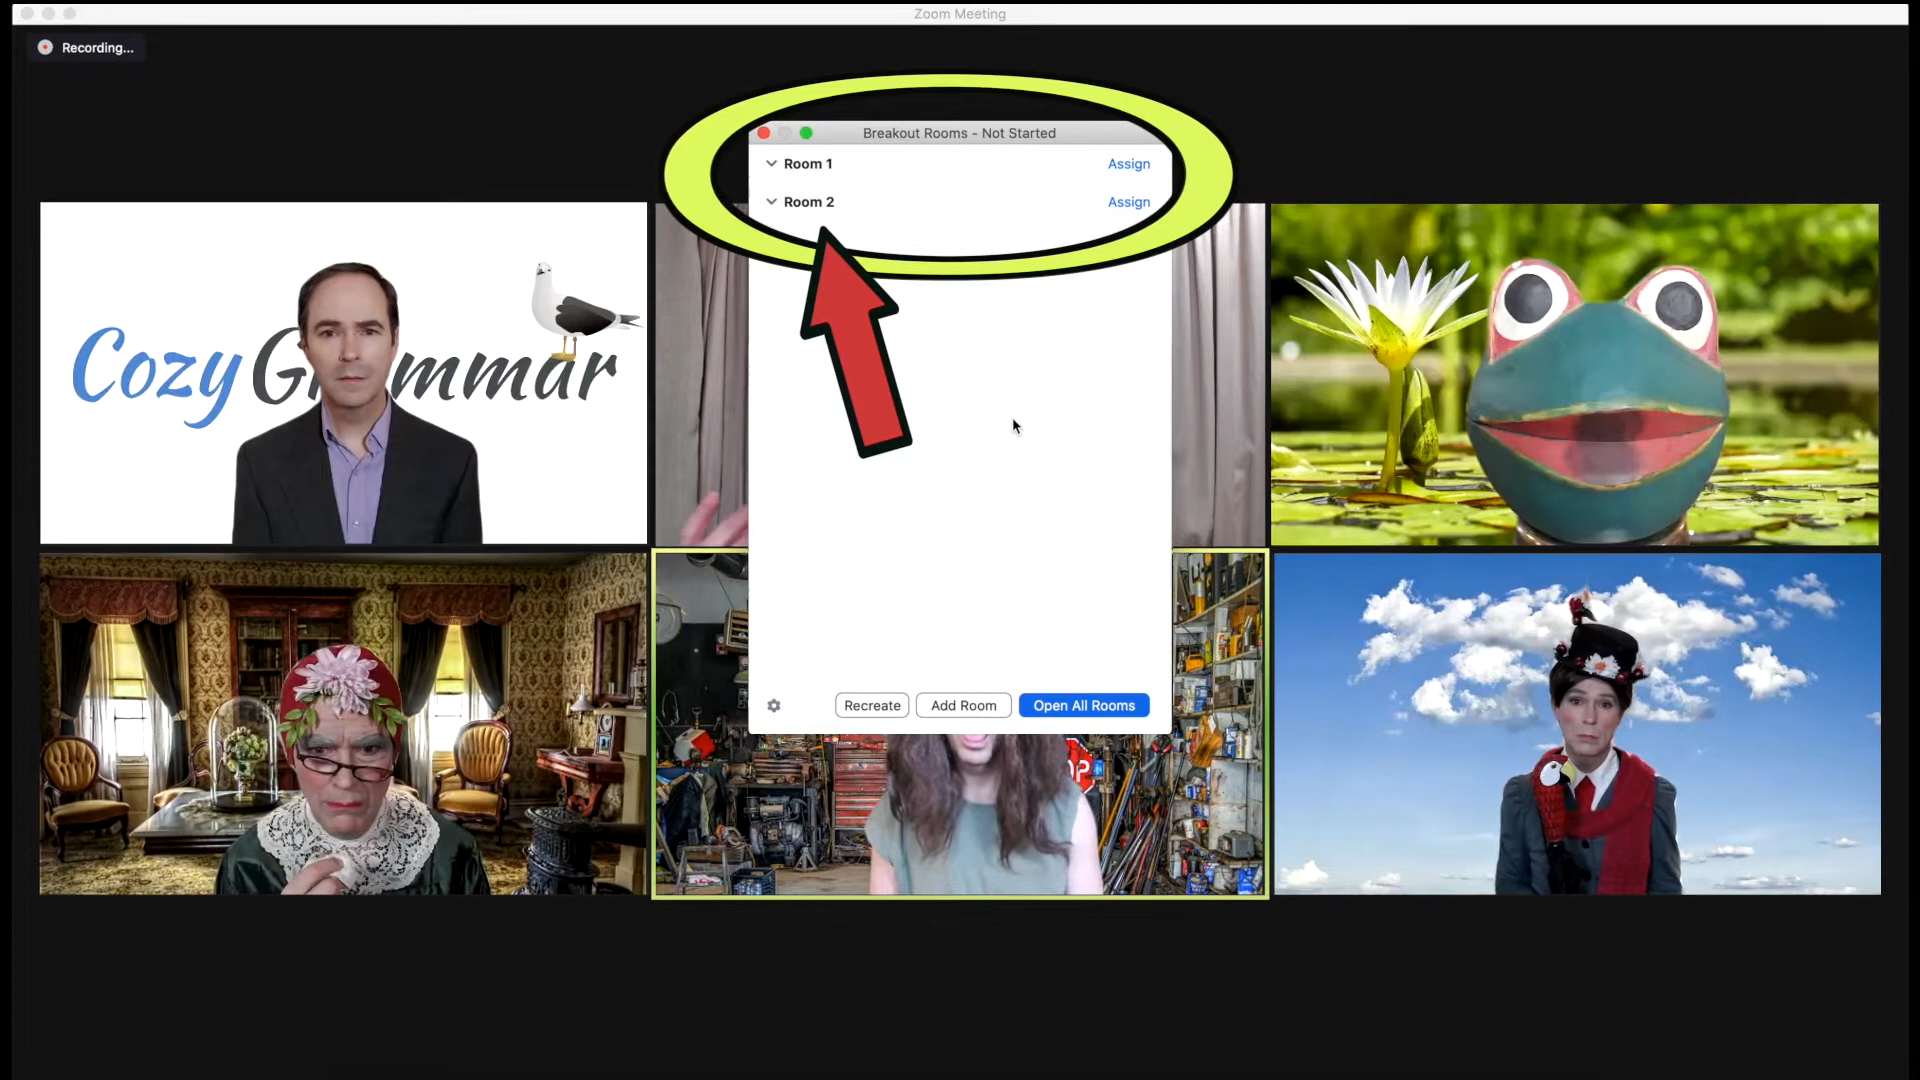 Zoom Meeting
Recording...
Breakout Rooms - Not Started
Room 1 Assign
Room 2 Assign
Cozy
Recreate Add Room Open All Rooms